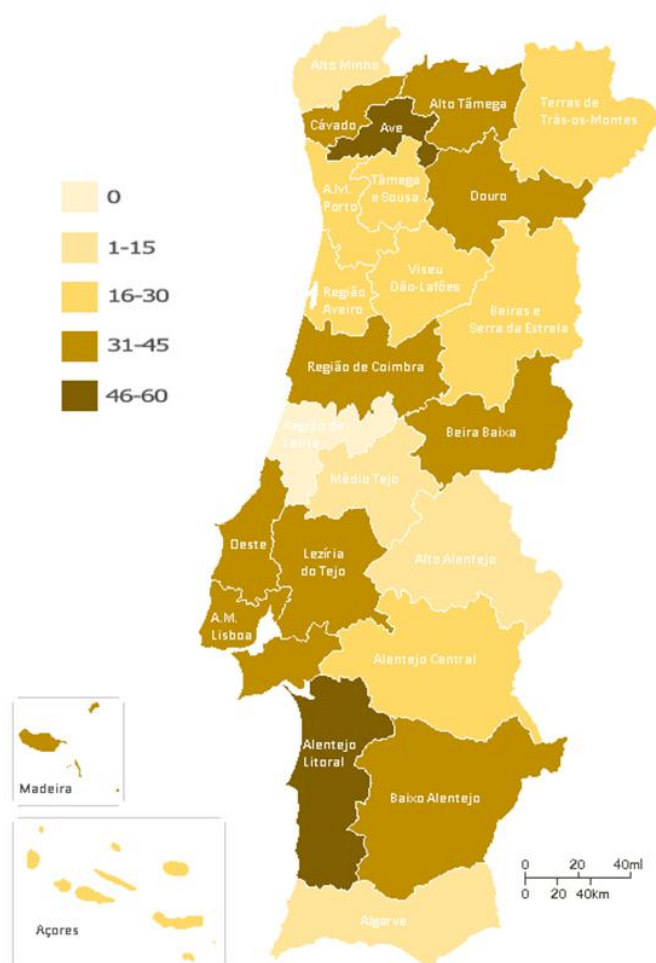 Alto Minho
Cávado
Ave
Alto Tâmega
Terras de
Trás-os-Montes
A.M.
Porto
Tâmega
e Sousa
Douro
Região
Aveiro
Viseu
Dão-Lafões
Beiras e
Serra da Estrela
0
1-15
16-30
31-45
46-60
Região de Coimbra
Região de
Leiria
Beira Baixa
Médio Tejo
Oeste
Lezíria
do Tejo
Alto Alentejo
A.M.
Lisboa
Alentejo Central
Alentejo
Litoral
Baixo Alentejo
Algarve
Madeira
Açores
0 20 40ml
0 20 40km